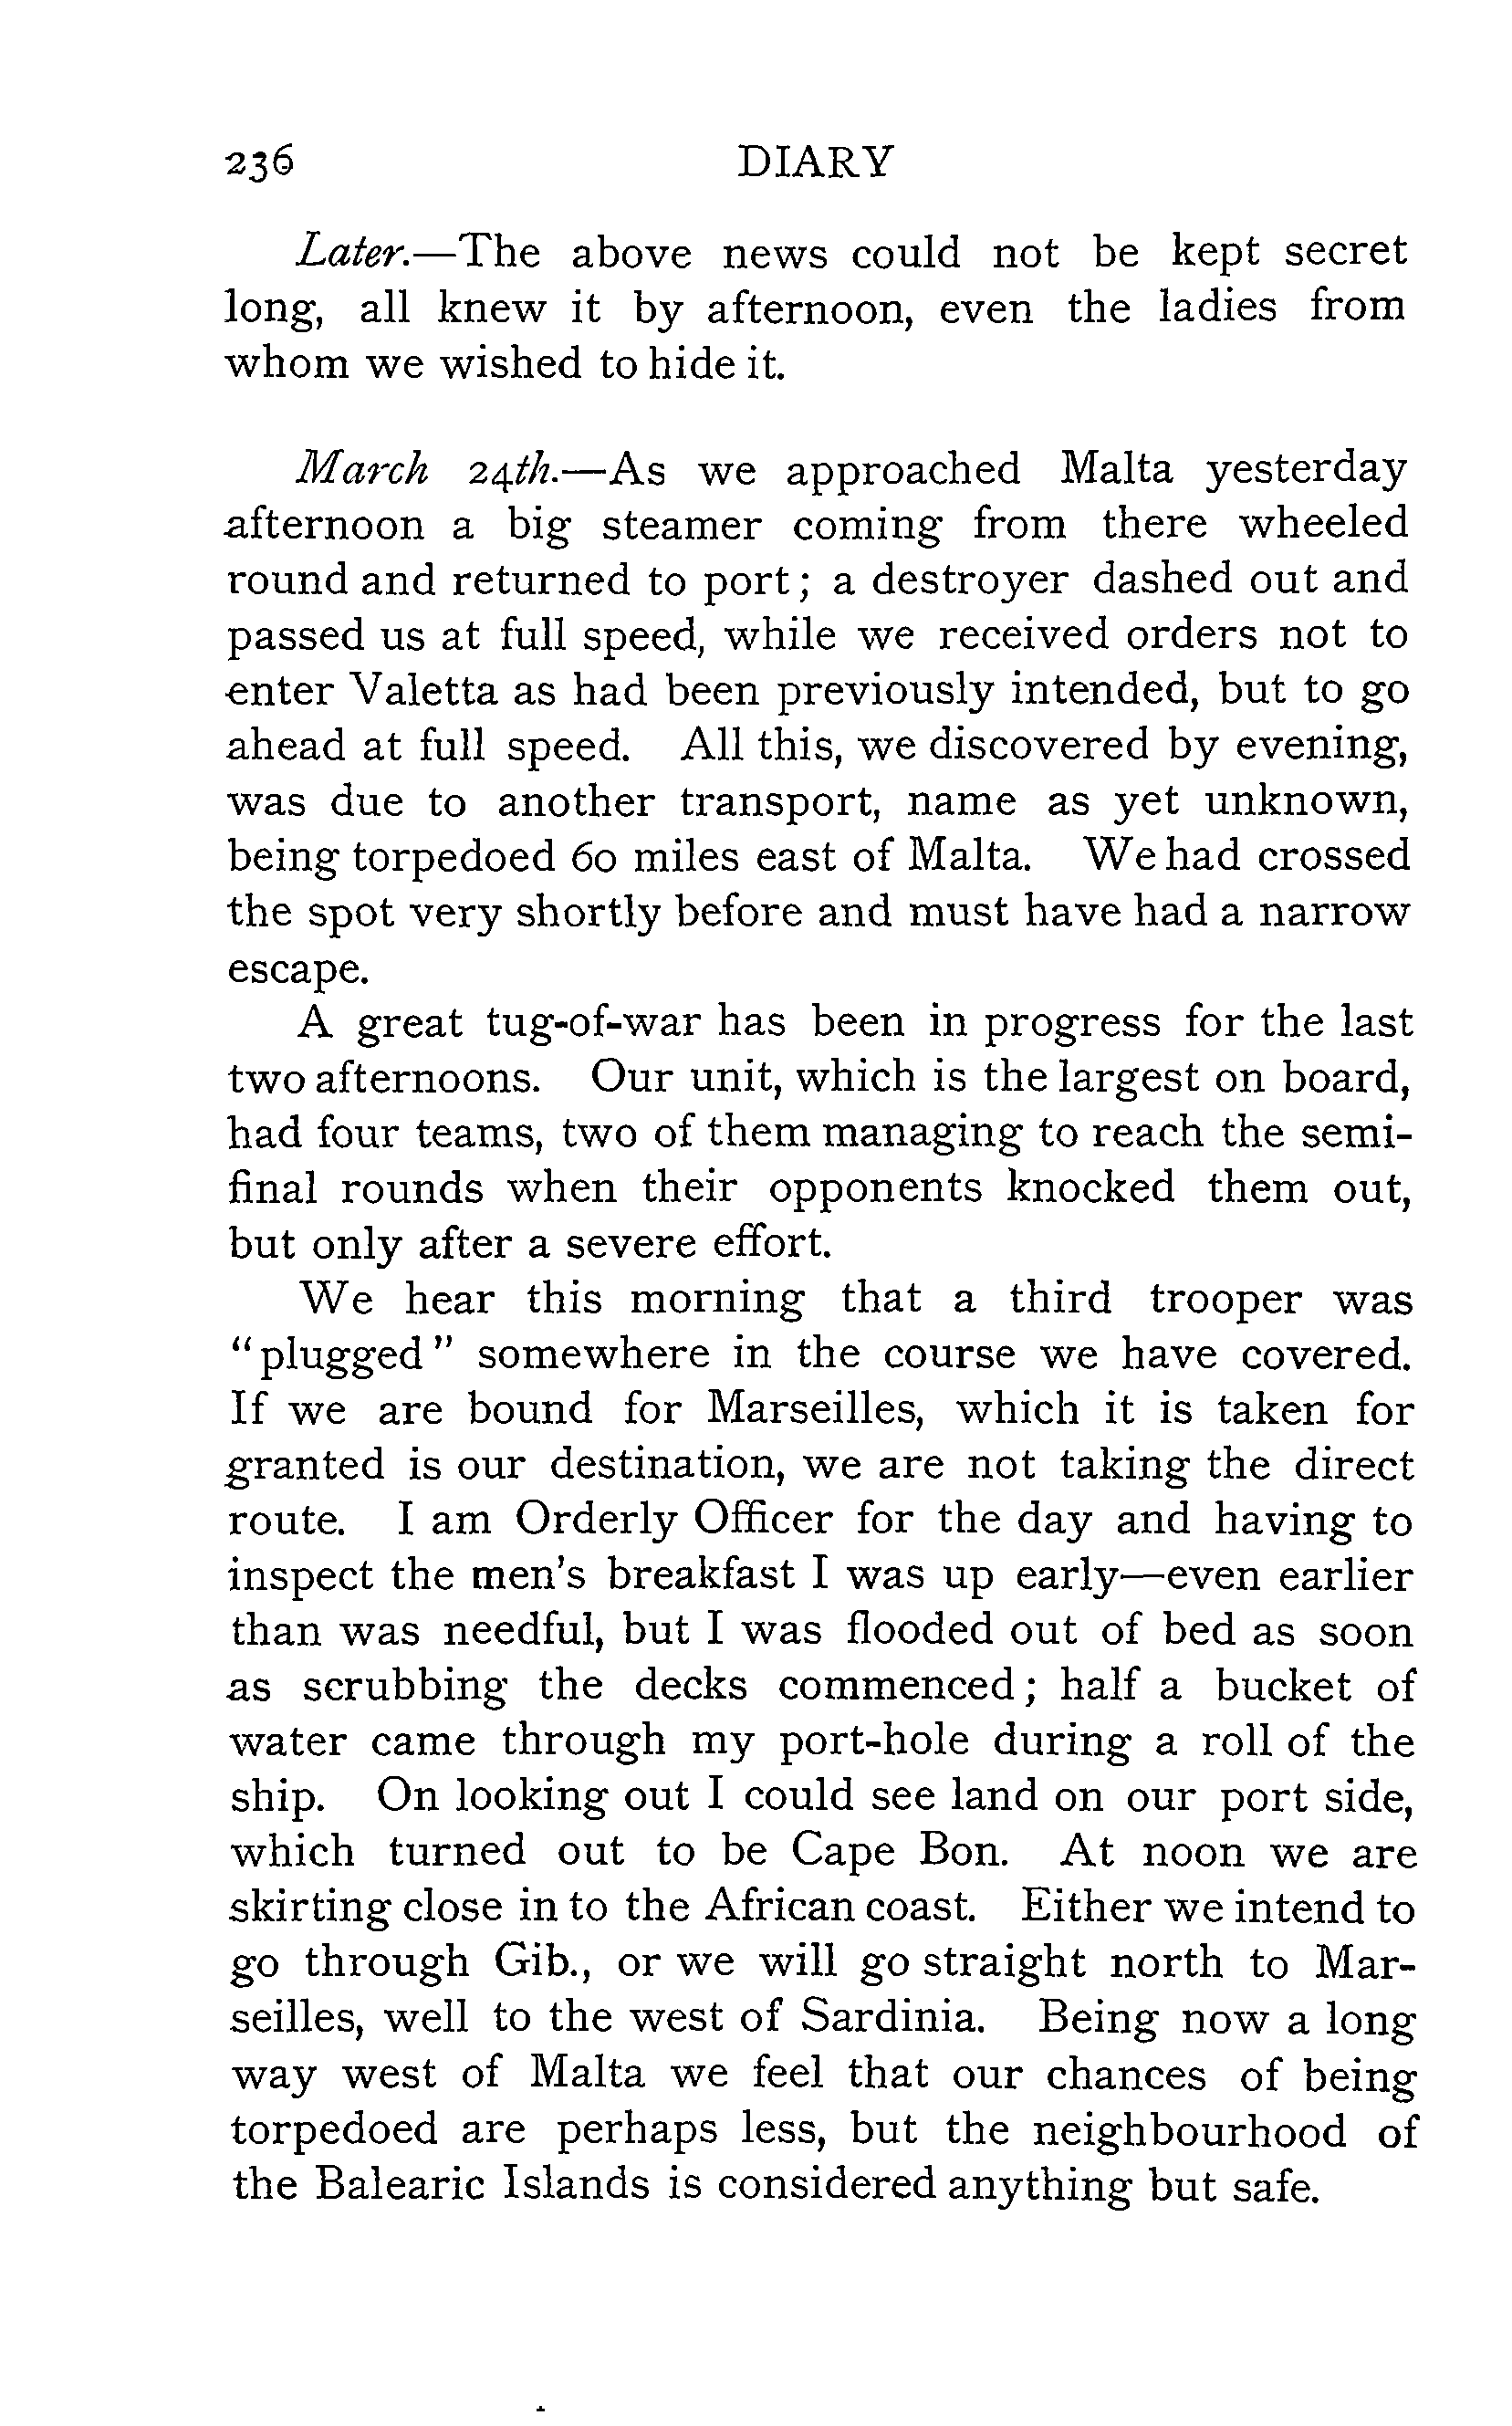 236 DIARY
Later.—The above news could not be kept secret
long, all knew it by afternoon, even the ladies from
whom we wished to hide it.
March 24th.—As we approached Malta yesterday
afternoon a big steamer coming from there wheeled
round and returned to port; a destroyer dashed out and
passed us at full speed, while we received orders not to
enter Valetta as had been previously intended, but to go
ahead at full speed. All this, we discovered by evening,
was due to another transport, name as yet unknown,
being torpedoed 60 miles east of Malta. We had crossed
the spot very shortly before and must have had a narrow
escape.
A great tug-of-war has been in progress for the last
two afternoons. Our unit, which is the largest on board,
had four teams, two of them managing to reach the semi-
final rounds when their opponents knocked them out,
but only after a severe effort.
We hear this morning that a third trooper was
"plugged" somewhere in the course we have covered.
If we are bound for Marseilles, which it is taken for
granted is our destination, we are not taking the direct
route. I am Orderly Officer for the day and having to
inspect the men's breakfast I was up early—even earlier
than was needful, but I was flooded out of bed as soon
as scrubbing the decks commenced; half a bucket of
water came through my port-hole during a roll of the
ship. On looking out I could see land on our port side,
which turned out to be Cape Bon. At noon we are
skirting close in to the African coast. Either we intend to
go through Gib., or we will go straight north to Mar-
seilles, well to the west of Sardinia. Being now a long
way west of Malta we feel that our chances of being
torpedoed are perhaps less, but the neighbourhood of
the Balearic Islands is considered anything but safe.